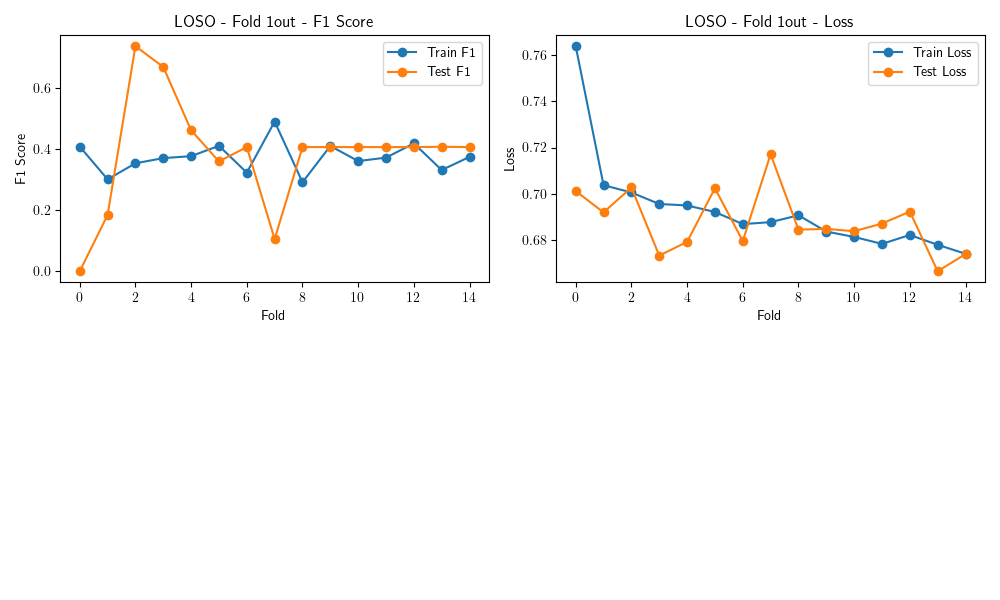 LOSO - Fold 1out - F1 Score
Train F1
Test F1
0.6
0.4
0.2
0.0
F1 Score
0 2 4 6 8 10 12 14
Fold
LOSO - Fold 1out - Loss
Train Loss
Test Loss
0.76
0.74
0.72
0.70
0.68
Loss
0 2 4 6 8 10 12 14
Fold